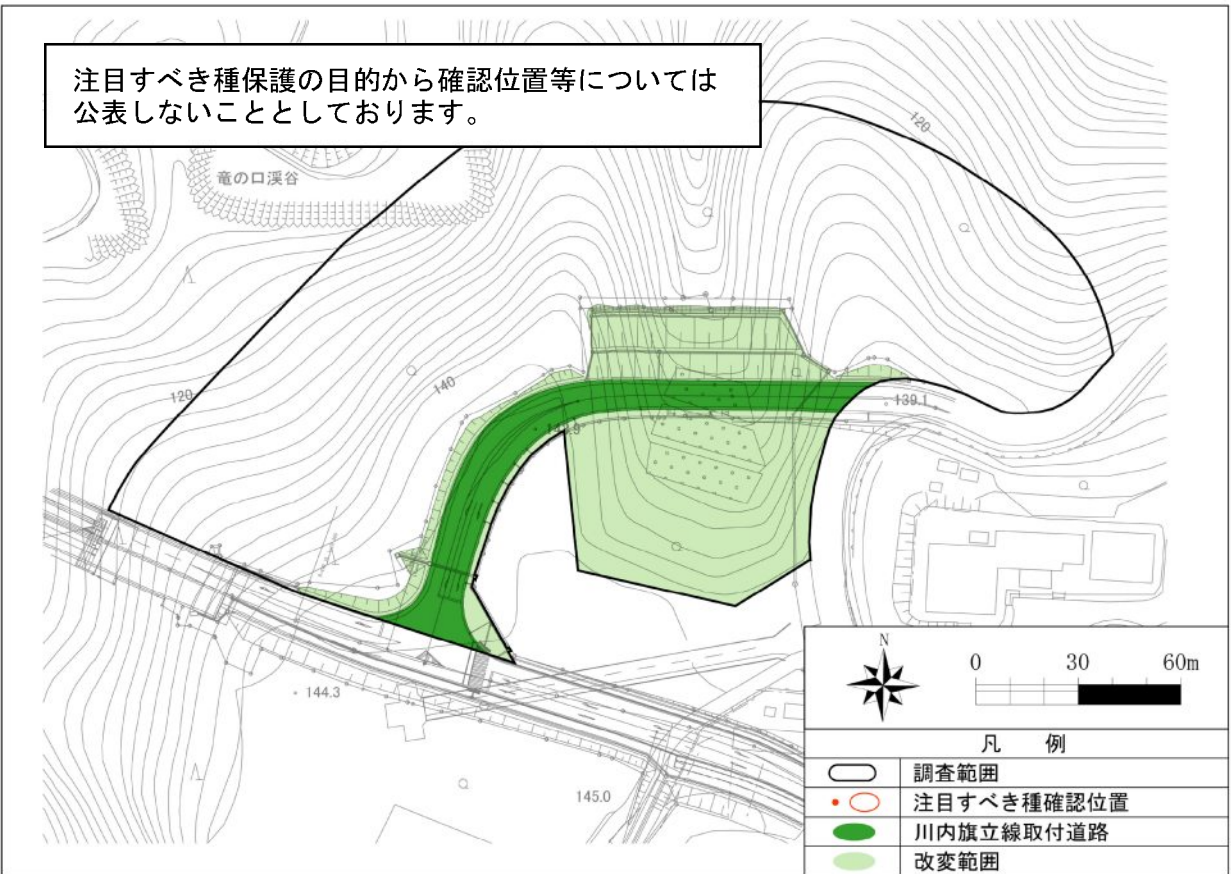 注目すべき種保護の目的から確認位置等については
公表しないこととしております。
竜の口渓谷
120
120
140
139.1
144.3
145.0
N
0 30 60m
凡 例
調査範囲
注目すべき種確認位置
川内旗立線取付道路
改変範囲